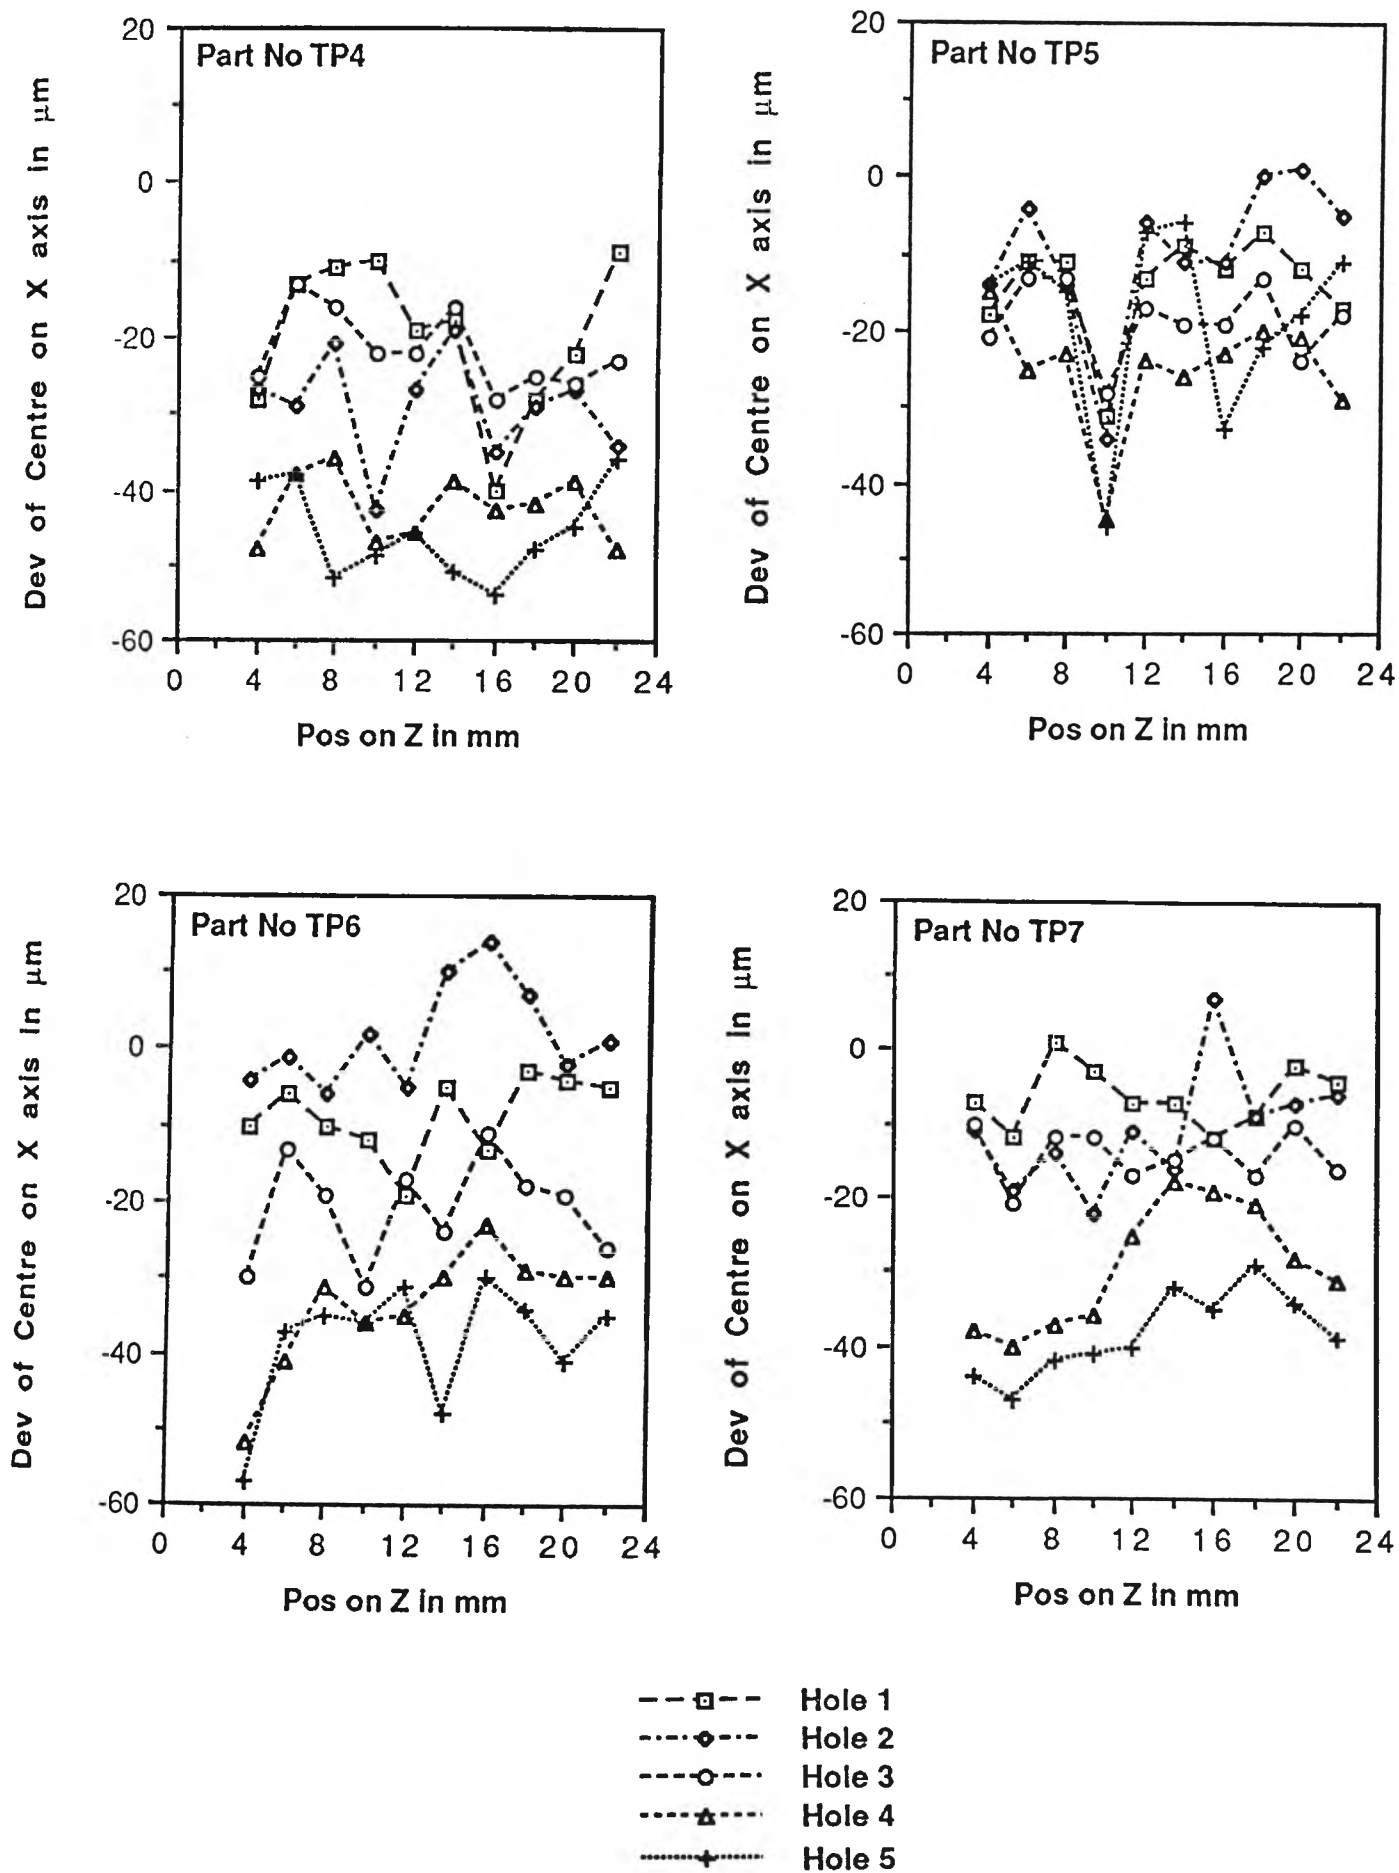 Part No TP4
20
0
-20
-40
-60
0 4 8 12 16 20 24
Dev of Centre on X axis in μm
Pos on Z in mm
Part No TP5
20
0
-20
-40
-60
0 4 8 12 16 20 24
Dev of Centre on X axis in μm
Pos on Z in mm
Part No TP6
20
0
-20
-40
-60
0 4 8 12 16 20 24
Dev of Centre on X axis in μm
Pos on Z in mm
Part No TP7
20
0
-20
-40
-60
0 4 8 12 16 20 24
Dev of Centre on X axis in μm
Pos on Z in mm
Hole 1
Hole 2
Hole 3
Hole 4
Hole 5